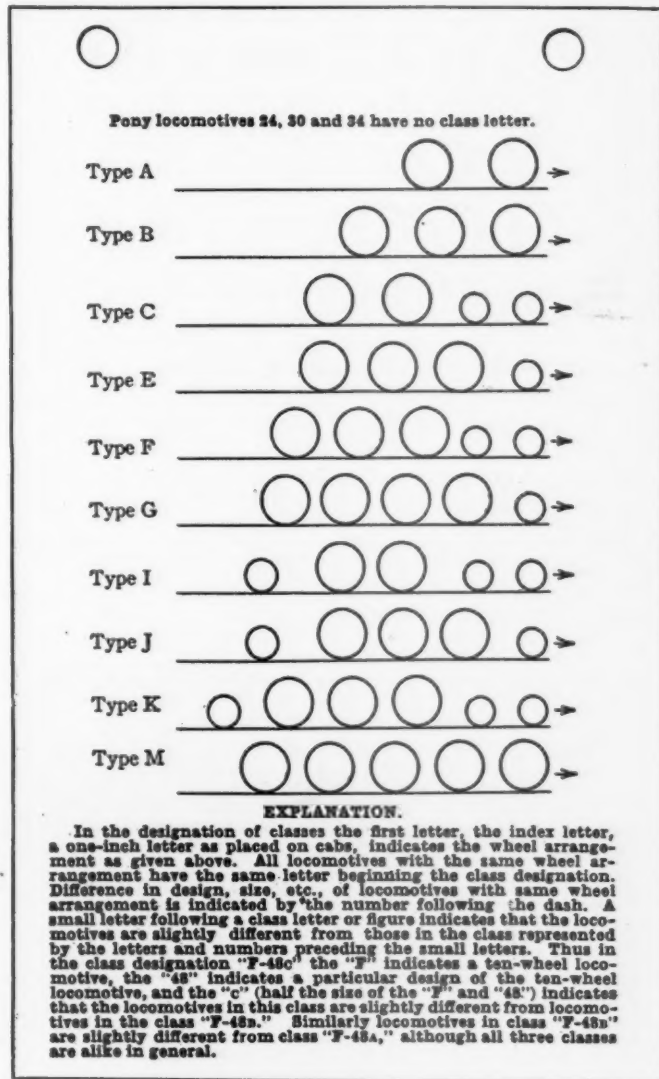 Pony locomotives 24, 30 and 34 have no class letter.
Type A
Type B
Type C
Type E
Type F
Type G
Type I
Type J
Type K
Type M
EXPLANATION.
In the designation of classes the first letter, the index letter,
a one-inch letter as placed on cabs, indicates the wheel arrange-
ment as given above. All locomotives with the same wheel ar-
rangement have the same letter beginning the class designation.
Difference in design, size, etc., of locomotives with same wheel
arrangement is indicated by the number following the dash. A
small letter following a class letter or figure indicates that the loco-
motives are slightly different from those in the class represented
by the letters and numbers preceding the small letters. Thus in
the class designation "F-48C" the "F" indicates a ten-wheel loco-
motive, the "48" indicates a particular design of the ten-wheel
locomotive, and the "c" (half the size of the "F" and "48") indicates
that the locomotives in this class are slightly different from locomo-
tives in the class "F-48B." Similarly locomotives in class "F-48B"
are slightly different from class "F-48A," although all three classes
are alike in general.